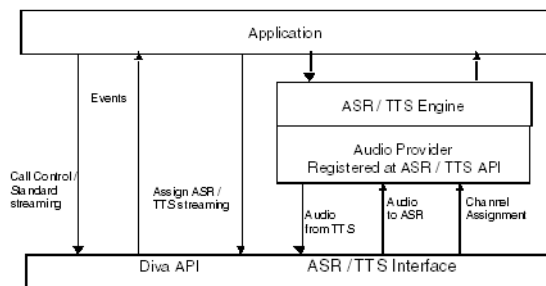 Application
Events
ASR / TTS Engine
Audio Provider
Registered at ASR / TTS API
Call Control /
Standard
streaming
Assign ASR /
TTS streaming
Audio
from TTS
Audio
to ASR
Channel
Assignment
Diva API
ASR / TTS Interface